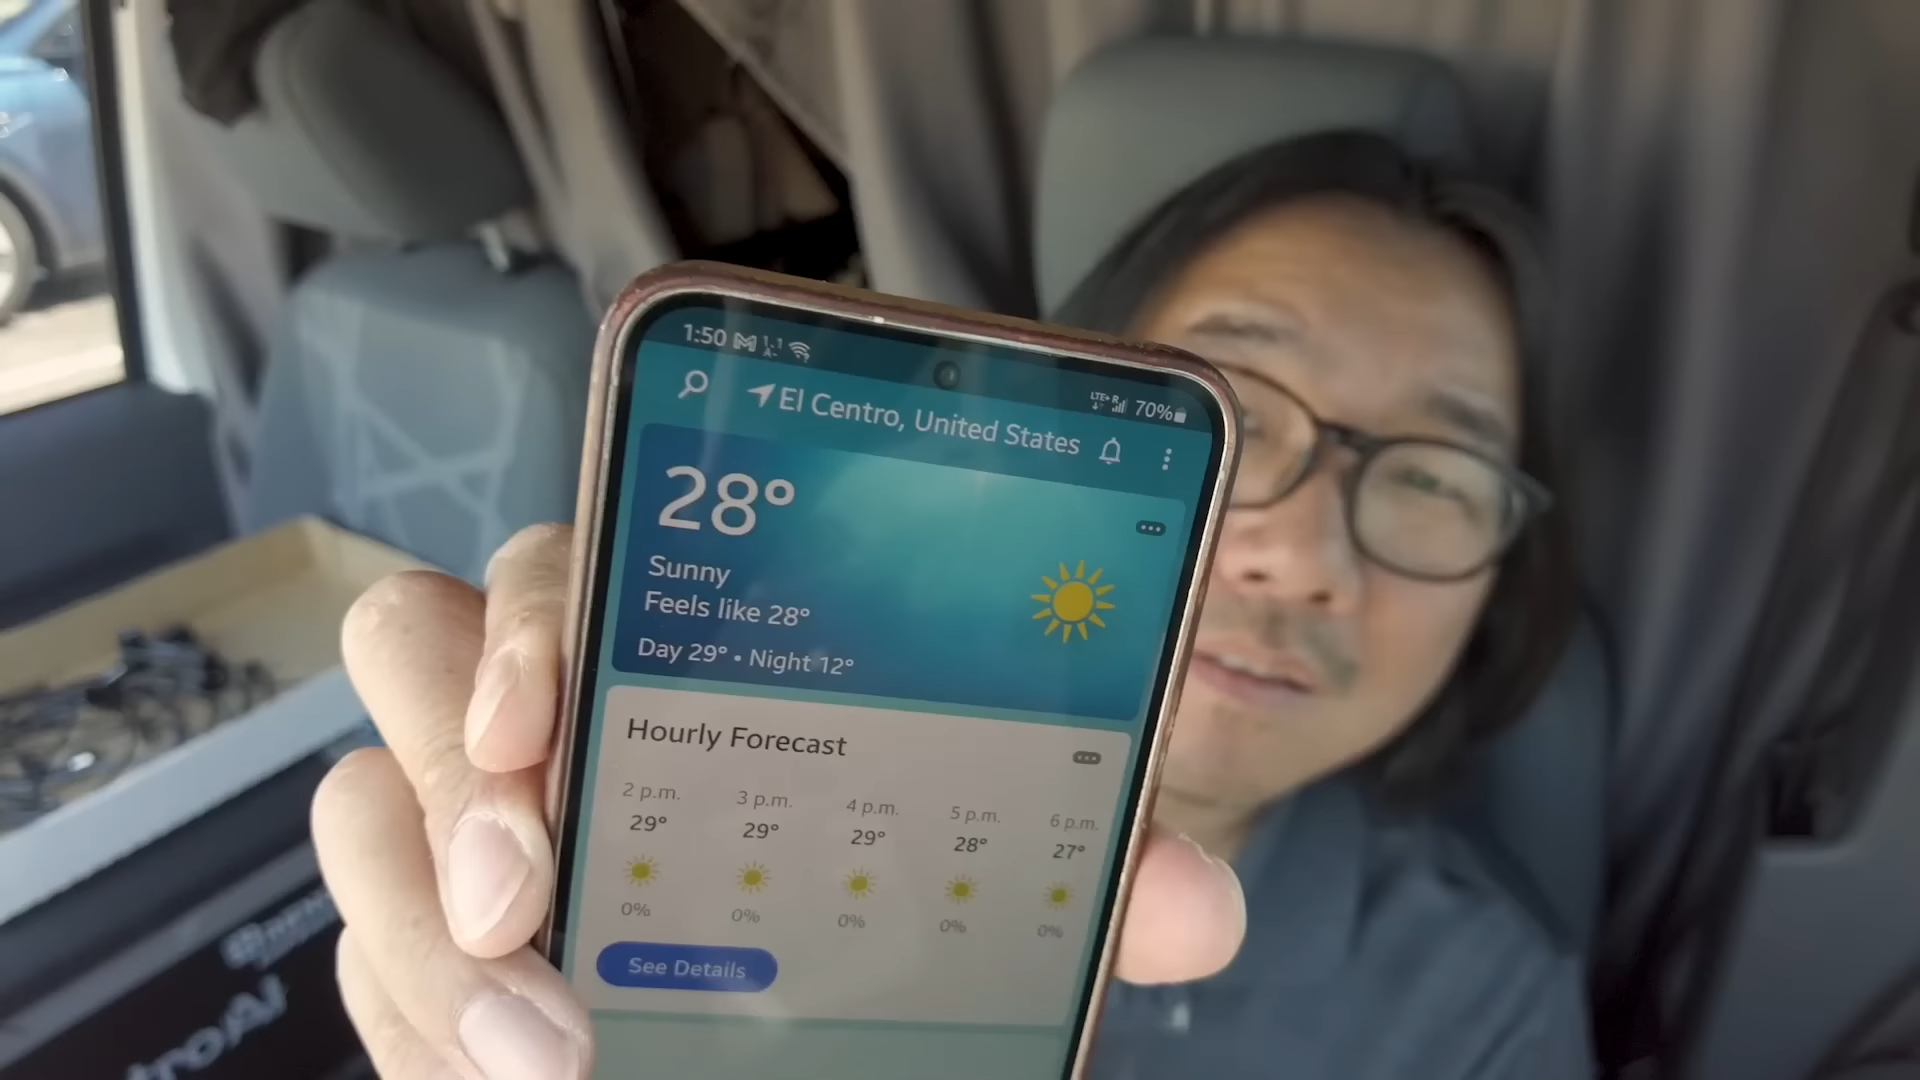 1:50
LTE+ R 70%
El Centro, United States
28°
Sunny
Feels like 28°
Day 29° • Night 12°
Hourly Forecast
2 p.m. 3 p.m. 4 p.m. 5 p.m. 6 p.m.
29° 29° 29° 28° 27°
0% 0% 0% 0% 0%
See Details